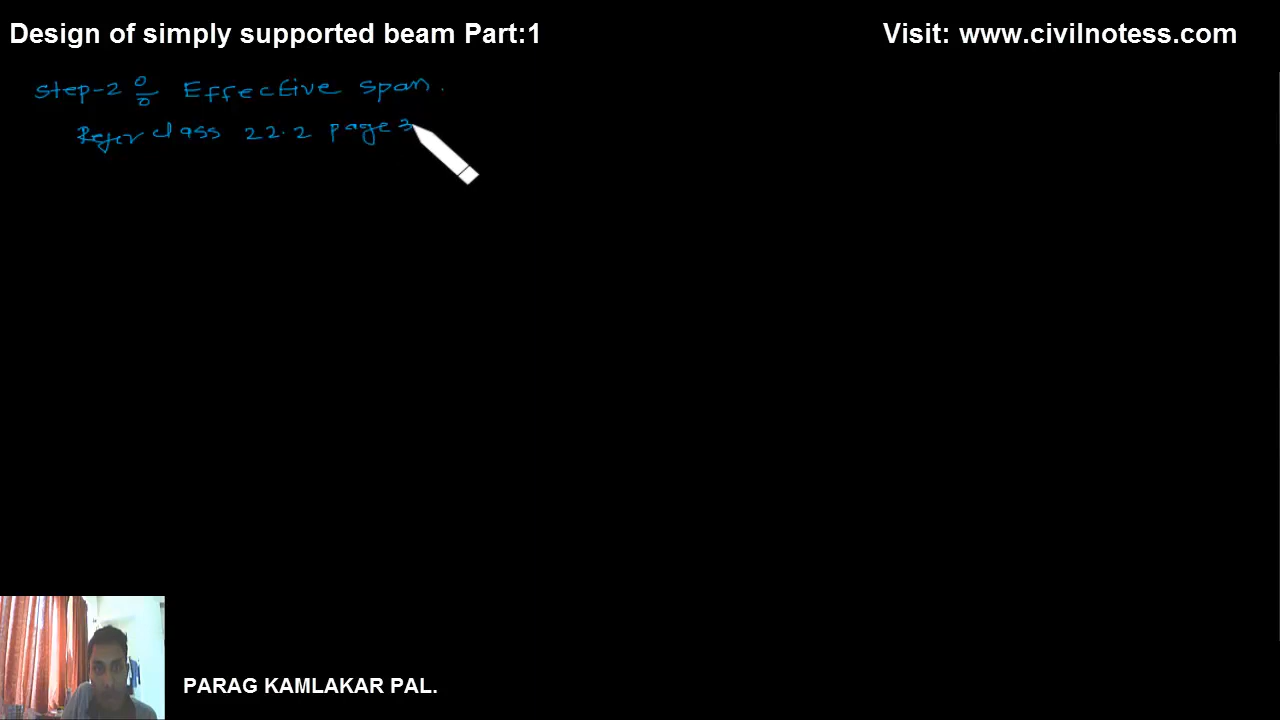 Design of simply supported beam Part:1 Visit: www.civilnotess.com
Step-2 : Effective span.
Refer class 22.2 page 3
PARAG KAMLAKAR PAL.